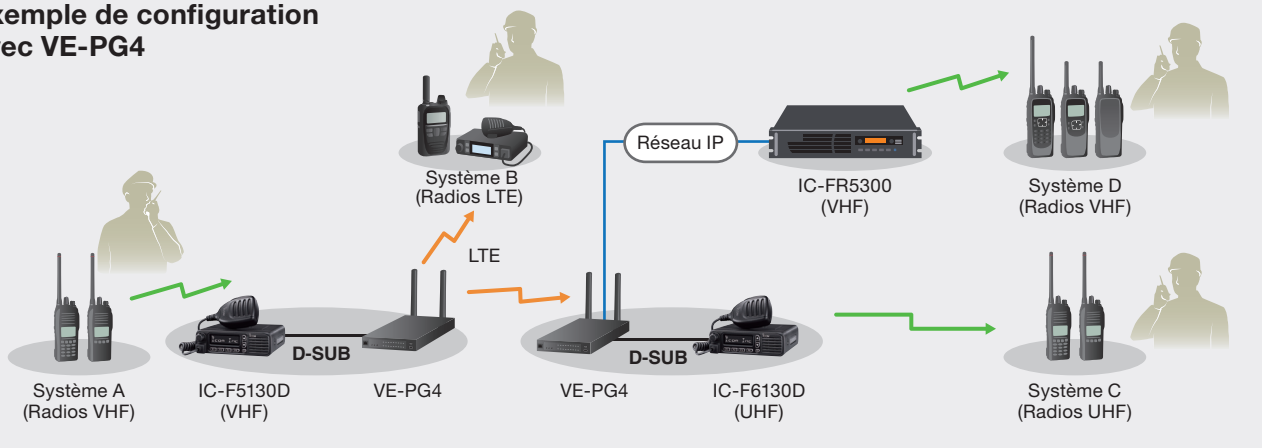 xemple de configuration
vec VE-PG4
Système B
(Radios LTE)
Réseau IP
IC-FR5300
(VHF)
Système D
(Radios VHF)
LTE
D-SUB
D-SUB
Système A
(Radios VHF)
IC-F5130D
(VHF)
VE-PG4
VE-PG4
IC-F6130D
(UHF)
Système C
(Radios UHF)